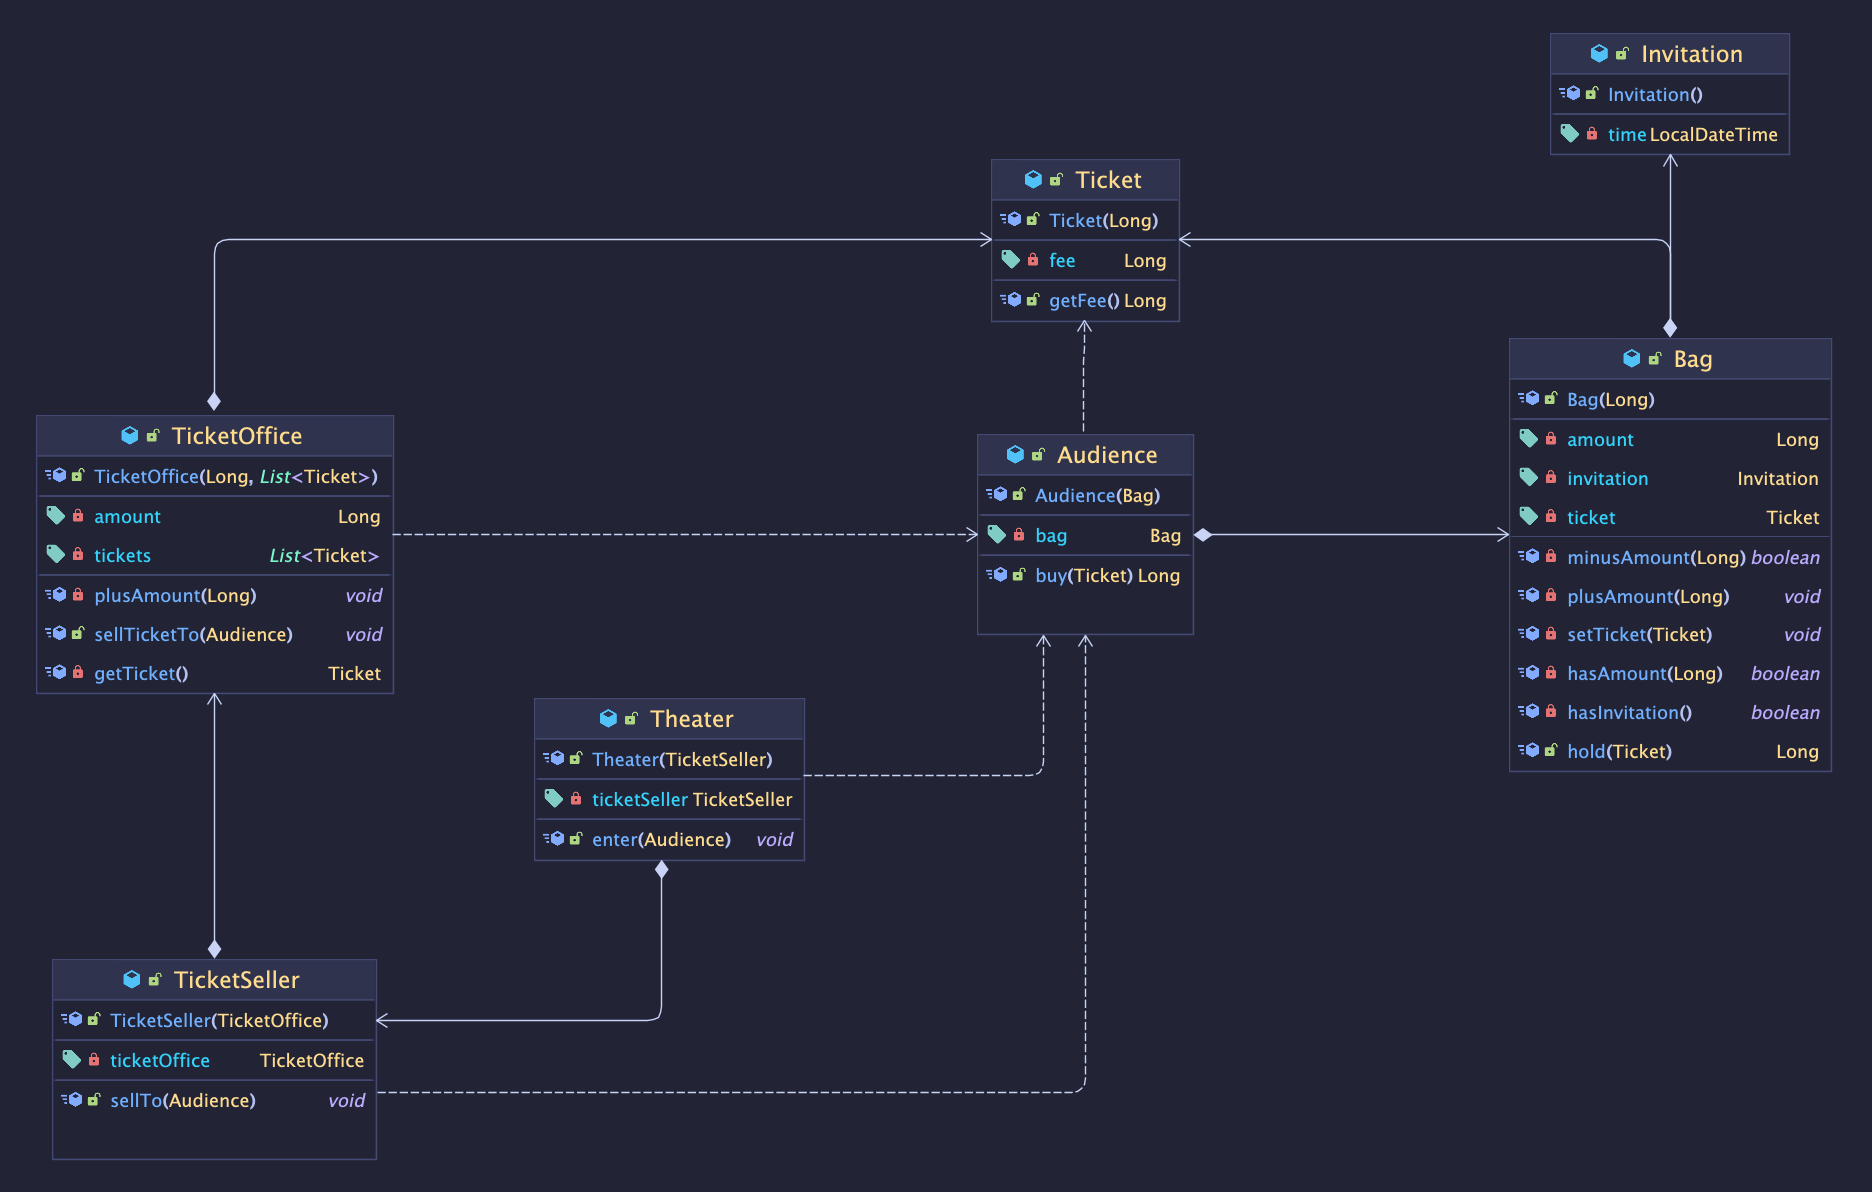 Invitation
Invitation()
time LocalDateTime
Ticket
Ticket(Long)
fee Long
getFee() Long
Bag
Bag(Long)
amount Long
invitation Invitation
ticket Ticket
minusAmount(Long) boolean
plusAmount(Long) void
setTicket(Ticket) void
hasAmount(Long) boolean
hasInvitation() boolean
hold(Ticket) Long
TicketOffice
TicketOffice(Long, List<Ticket>)
amount Long
tickets List<Ticket>
plusAmount(Long) void
sellTicketTo(Audience) void
getTicket() Ticket
Audience
Audience(Bag)
bag Bag
buy(Ticket) Long
Theater
Theater(TicketSeller)
ticketSeller TicketSeller
enter(Audience) void
TicketSeller
TicketSeller(TicketOffice)
ticketOffice TicketOffice
sellTo(Audience) void